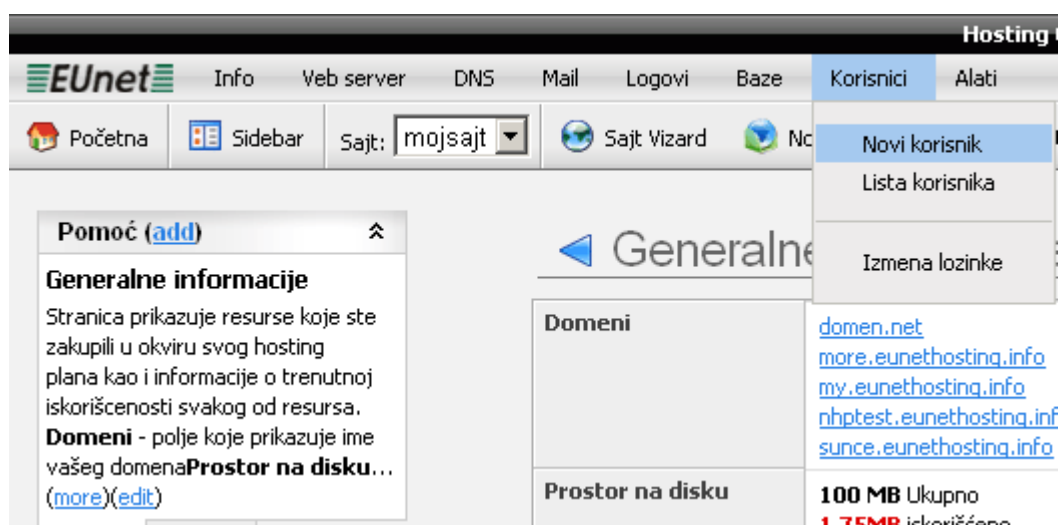 Hosting
EUnet Info Veb server DNS Mail Logovi Baze Korisnici Alati
Početna Sidebar Sajt: mojsajt Sajt Vizard
Novi korisnik
Lista korisnika
Izmena lozinke
Pomoć (add)
Generalne informacije
Stranica prikazuje resurse koje ste
zakupili u okviru svog hosting
plana kao i informacije o trenutnoj
iskorišcenosti svakog od resursa.
Domeni - polje koje prikazuje ime
vašeg domenaProstor na disku...
(more)(edit)
Generalne
Domeni
domen.net
more.eunethosting.info
my.eunethosting.info
nhptest.eunethosting.inf
sunce.eunethosting.info
Prostor na disku
100 MB Ukupno
1.75MB iskorišćeno